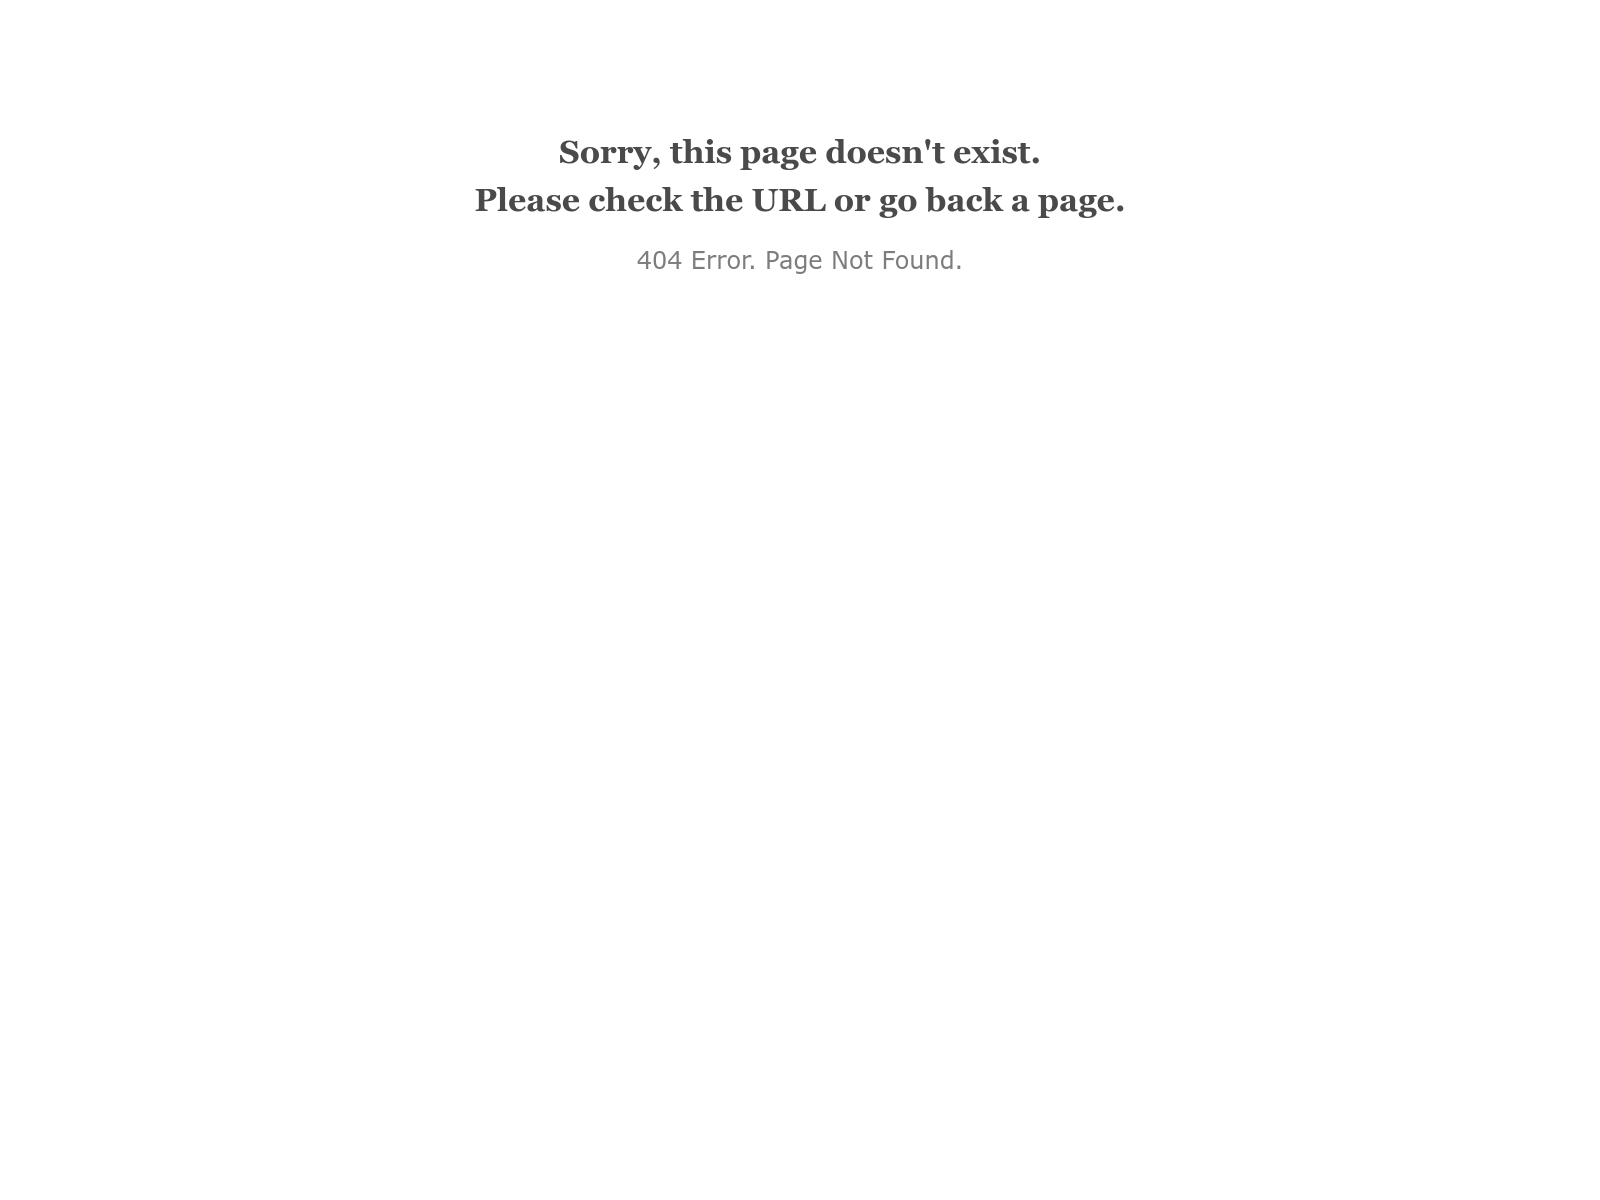 Sorry, this page doesn't exist.
Please check the URL or go back a page.
404 Error. Page Not Found.